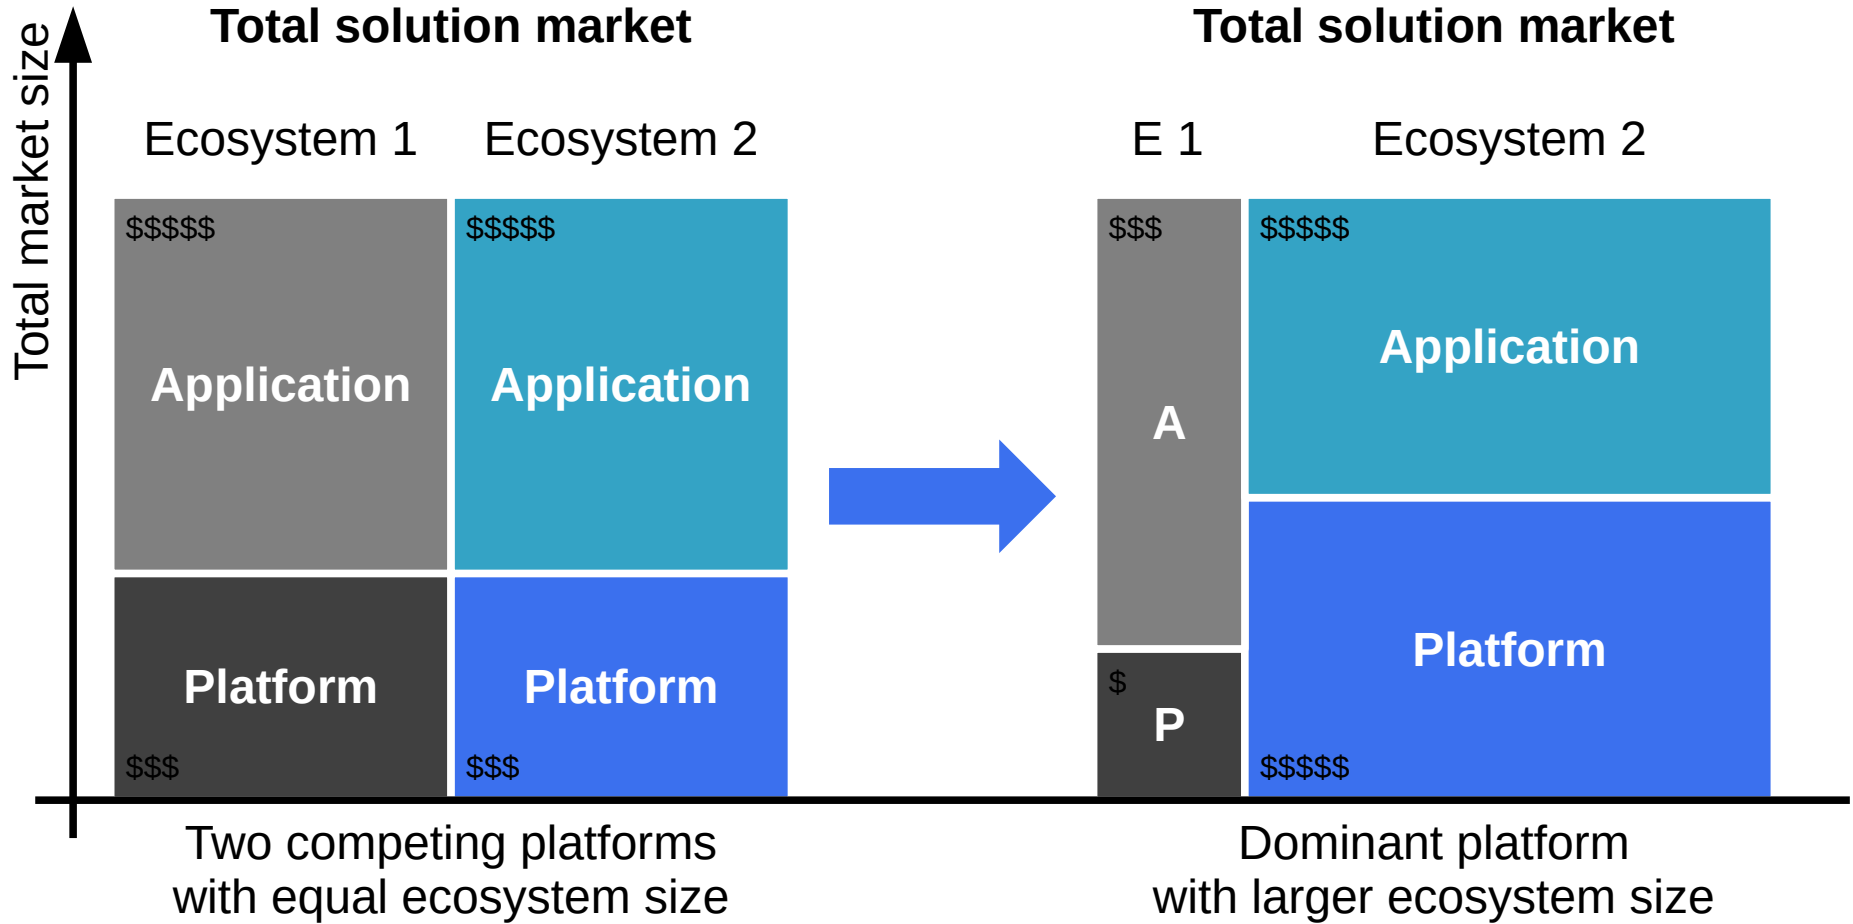 Total market size
Total solution market
Ecosystem 1
Ecosystem 2
$$$$$
Application
$$$$$
Application
Platform
$$$
Platform
$$$
Two competing platforms
with equal ecosystem size
Total solution market
E 1
Ecosystem 2
$$$
A
$$$$$
Application
$
P
Platform
$$$$$
Dominant platform
with larger ecosystem size